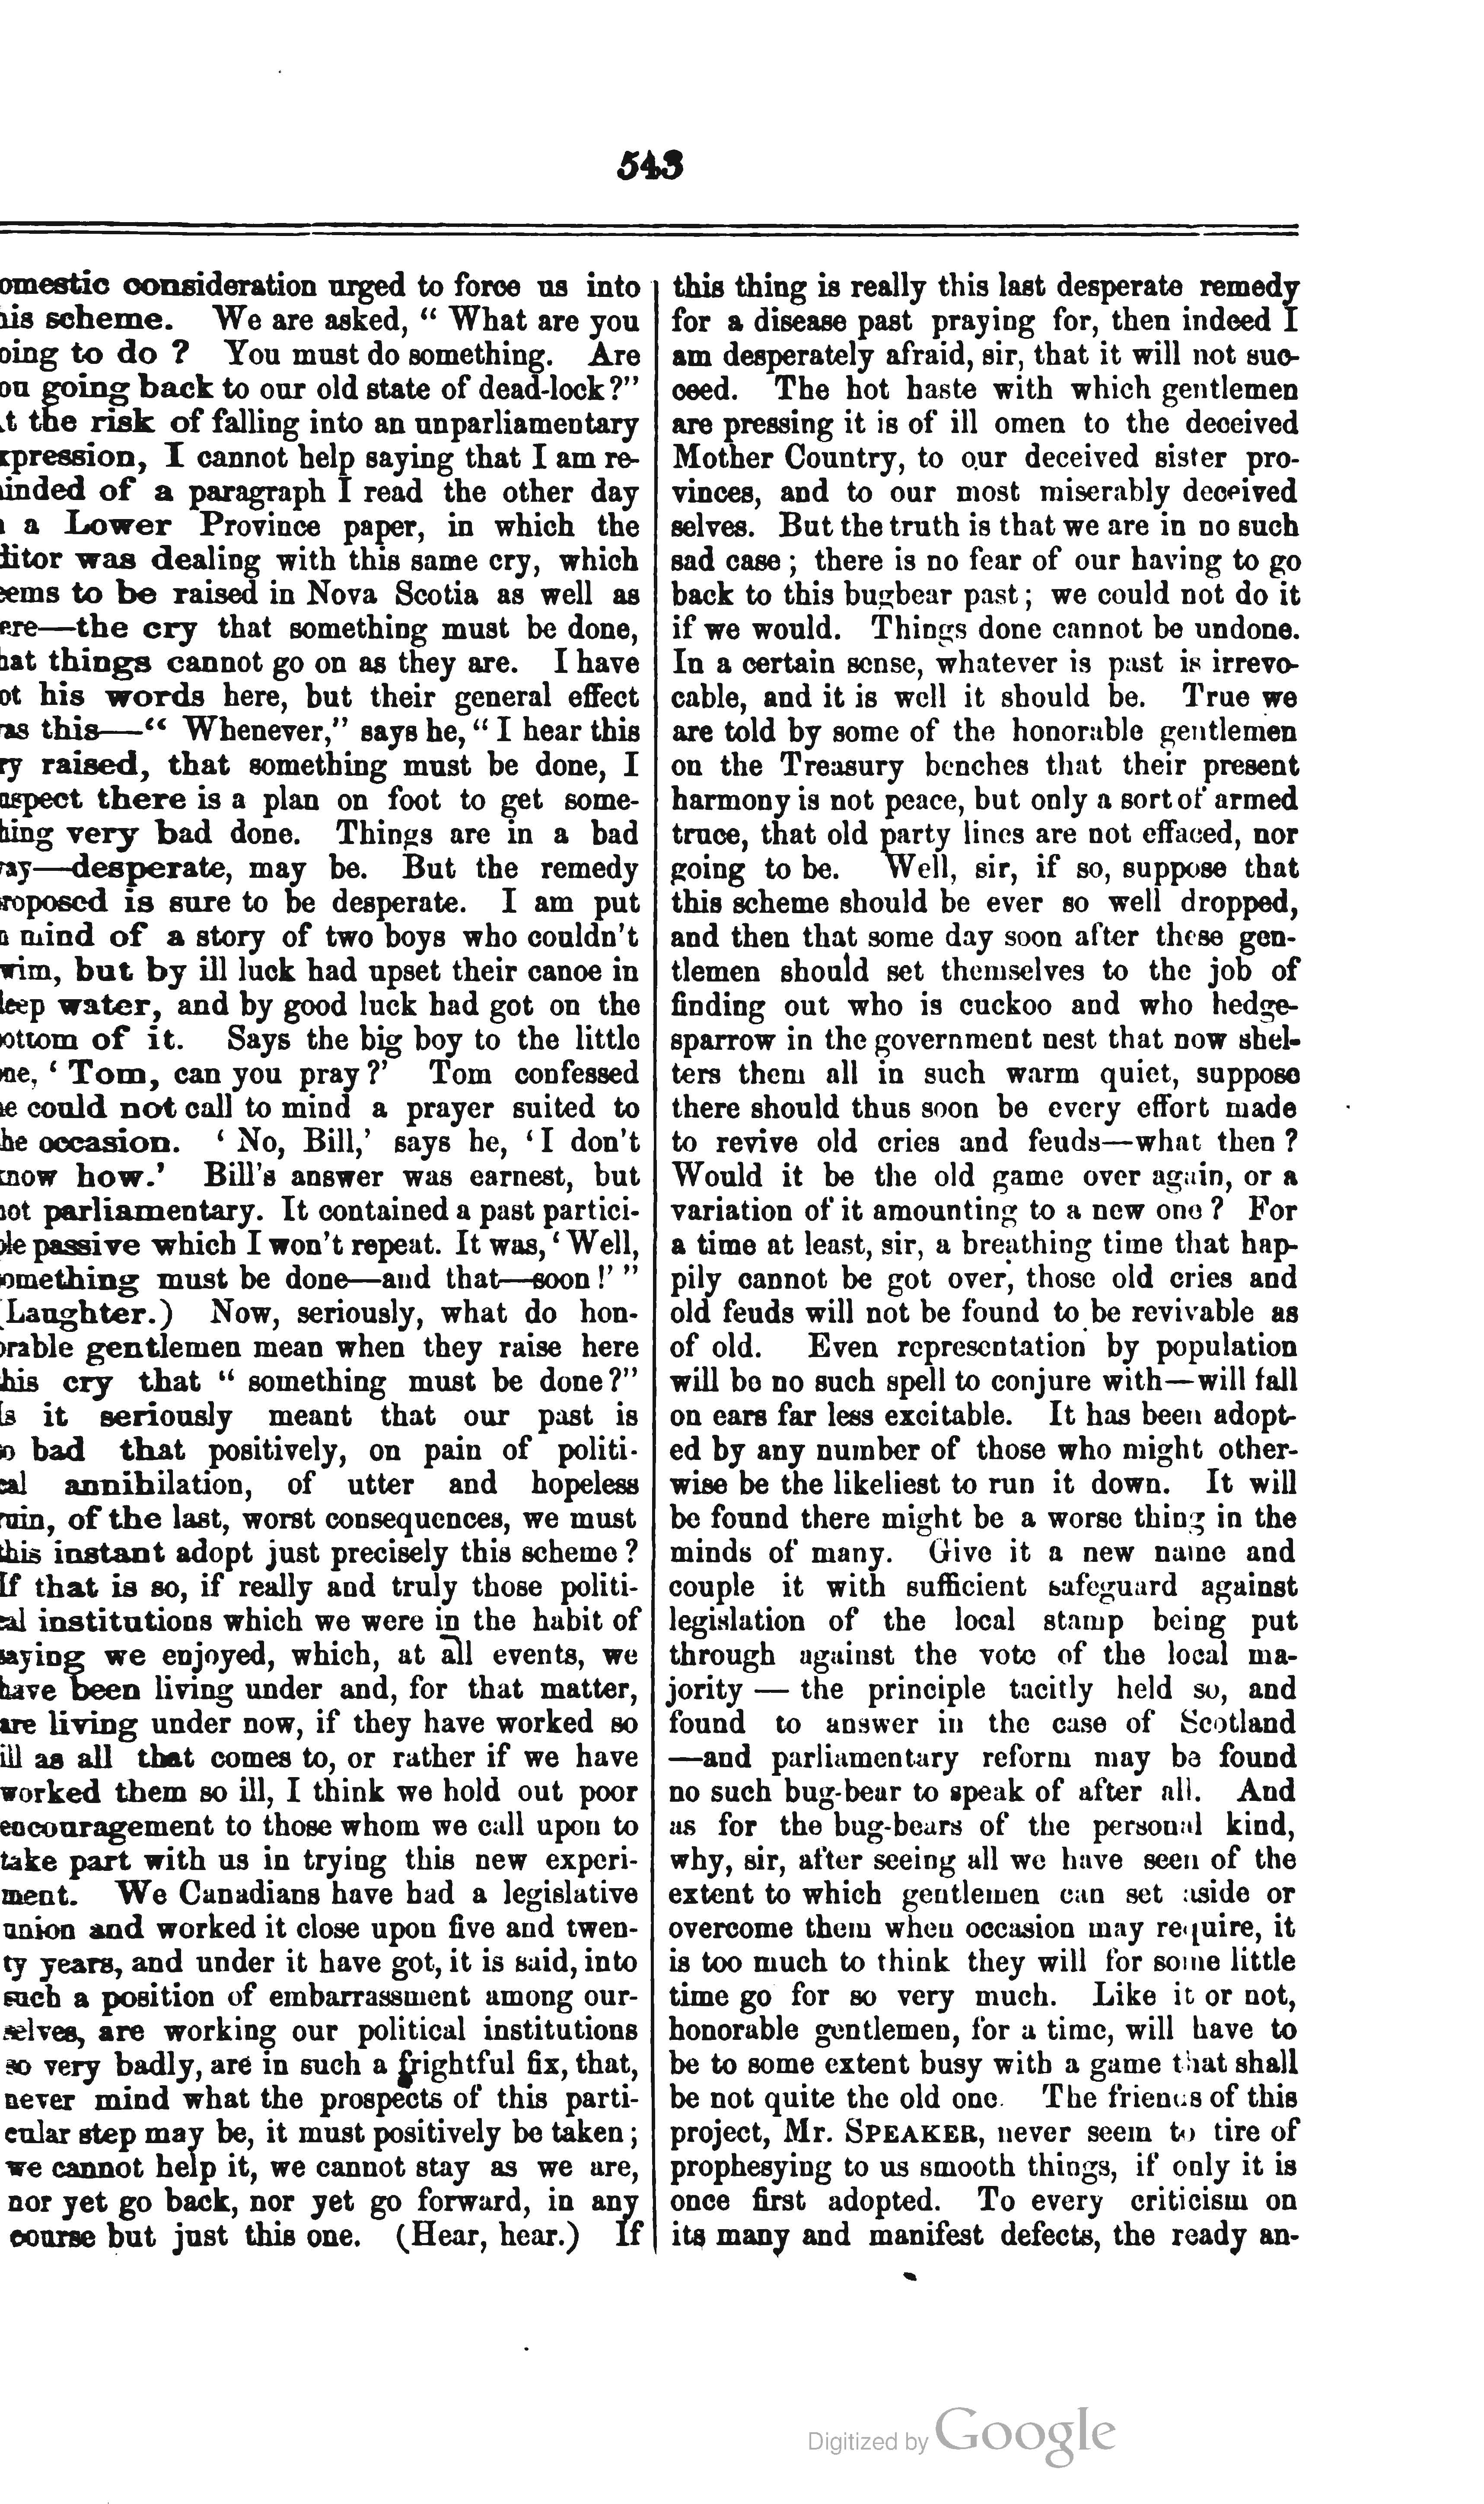 543
omestic consideration urged to force us into
his scheme. We are asked, " What are you
oing to do ? You must do something. Are
ou going back to our old state of dead-lock?"
t the risk of falling into an unparliamentary
xpression, I cannot help saying that I am re-
inded of a paragraph I read the other day
a Lower Province paper, in which the
ditor was dealing with this same cry, which
eems to be raised in Nova Scotia as well as
ere—the cry that something must be done,
hat things cannot go on as they are. I have
ot his words here, but their general effect
as this—" Whenever," says he, " I hear this
ry raised, that something must be done, I
uspect there is a plan on foot to get some-
hing very bad done. Things are in a bad
ay—desperate, may be. But the remedy
roposed is sure to be desperate. I am put
n mind of a story of two boys who couldn't
wim, but by ill luck had upset their canoe in
deep water, and by good luck had got on the
bottom of it. Says the big boy to the little
one, ' Tom, can you pray ?' Tom confessed
he could not call to mind a prayer suited to
he occasion. ' No, Bill,' says he, ' I don't
know how.' Bill's answer was earnest, but
not parliamentary. It contained a past partici-
ple passive which I won't repeat. It was, ' Well,
omething must be done—and that—soon !' "
(Laughter.) Now, seriously, what do hon-
orable gentlemen mean when they raise here
this cry that " something must be done?"
Is it seriously meant that our past is
so bad that positively, on pain of politi-
cal annihilation, of utter and hopeless
ruin, of the last, worst consequences, we must
this instant adopt just precisely this scheme ?
If that is so, if really and truly those politi-
cal institutions which we were in the habit of
saying we enjoyed, which, at all events, we
have been living under and, for that matter,
are living under now, if they have worked so
ill as all that comes to, or rather if we have
worked them so ill, I think we hold out poor
encouragement to those whom we call upon to
take part with us in trying this new experi-
ment. We Canadians have had a legislative
union and worked it close upon five and twen-
ty years, and under it have got, it is said, into
such a position of embarrassment among our-
selves, are working our political institutions
so very badly, are in such a frightful fix, that,
never mind what the prospects of this parti-
cular step may be, it must positively be taken ;
we cannot help it, we cannot stay as we are,
nor yet go back, nor yet go forward, in any
course but just this one. (Hear, hear.) If
this thing is really this last desperate remedy
for a disease past praying for, then indeed I
am desperately afraid, sir, that it will not suc-
ceed. The hot haste with which gentlemen
are pressing it is of ill omen to the deceived
Mother Country, to our deceived sister pro-
vinces, and to our most miserably deceived
selves. But the truth is that we are in no such
sad case ; there is no fear of our having to go
back to this bugbear past ; we could not do it
if we would. Things done cannot be undone.
In a certain sense, whatever is past is irrevo-
cable, and it is well it should be. True we
are told by some of the honorable gentlemen
on the Treasury benches that their present
harmony is not peace, but only a sort of armed
truce, that old party lines are not effaced, nor
going to be. Well, sir, if so, suppose that
this scheme should be ever so well dropped,
and then that some day soon after these gen-
tlemen should set themselves to the job of
finding out who is cuckoo and who hedge-
sparrow in the government nest that now shel-
ters them all in such warm quiet, suppose
there should thus soon be every effort made
to revive old cries and feuds—what then ?
Would it be the old game over again, or a
variation of it amounting to a new one ? For
a time at least, sir, a breathing time that hap-
pily cannot be got over, those old cries and
old feuds will not be found to be revivable as
of old. Even representation by population
will be no such spell to conjure with—will fall
on ears far less excitable. It has been adopt-
ed by any number of those who might other-
wise be the likeliest to run it down. It will
be found there might be a worse thing in the
minds of many. Give it a new name and
couple it with sufficient safeguard against
legislation of the local stamp being put
through against the vote of the local ma-
jority — the principle tacitly held so, and
found to answer in the case of Scotland
—and parliamentary reform may be found
no such bug-bear to speak of after all. And
as for the bug-bears of the personal kind,
why, sir, after seeing all we have seen of the
extent to which gentlemen can set aside or
overcome them when occasion may require, it
is too much to think they will for some little
time go for so very much. Like it or not,
honorable gentlemen, for a time, will have to
be to some extent busy with a game that shall
be not quite the old one. The friends of this
project, Mr. SPEAKER, never seem to tire of
prophesying to us smooth things, if only it is
once first adopted. To every criticism on
its many and manifest defects, the ready an-
Digitized by Google